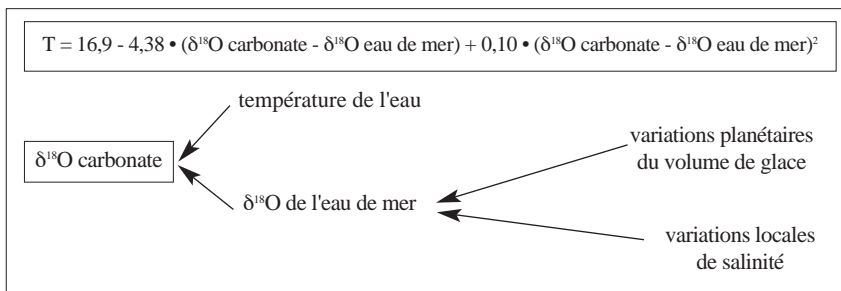 T = 16,9 - 4,38 • (δ¹⁸O carbonate - δ¹⁸O eau de mer) + 0,10 • (δ¹⁸O carbonate - δ¹⁸O eau de mer)²
température de l'eau
δ¹⁸O carbonate
variations planétaires
du volume de glace
δ¹⁸O de l'eau de mer
variations locales
de salinité